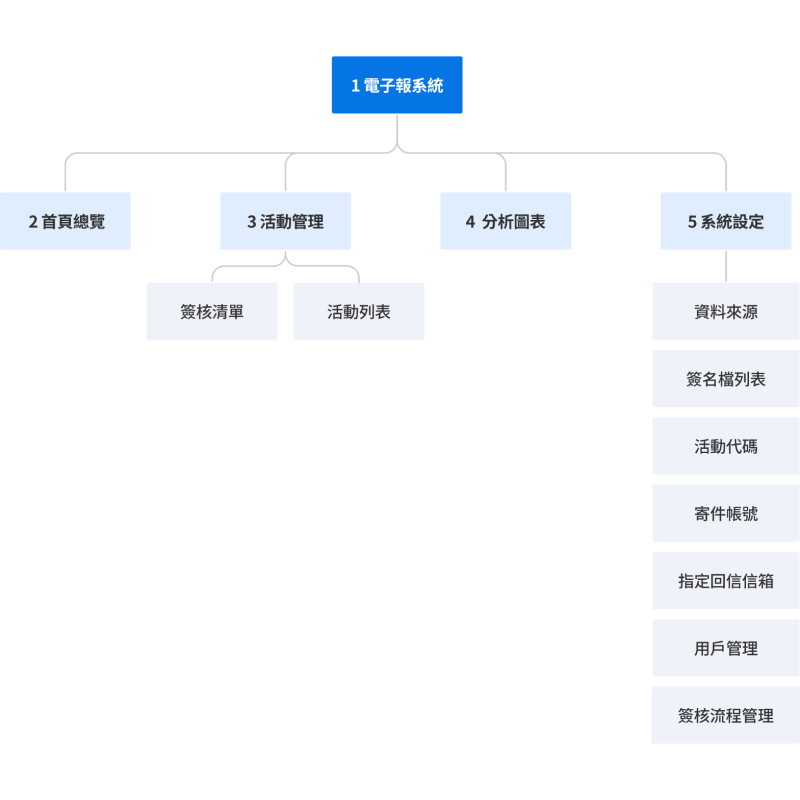 1 電子報系統
2 首頁總覽
3 活動管理
4 分析圖表
5 系統設定
簽核清單
活動列表
資料來源
簽名檔列表
活動代碼
寄件帳號
指定回信信箱
用戶管理
簽核流程管理